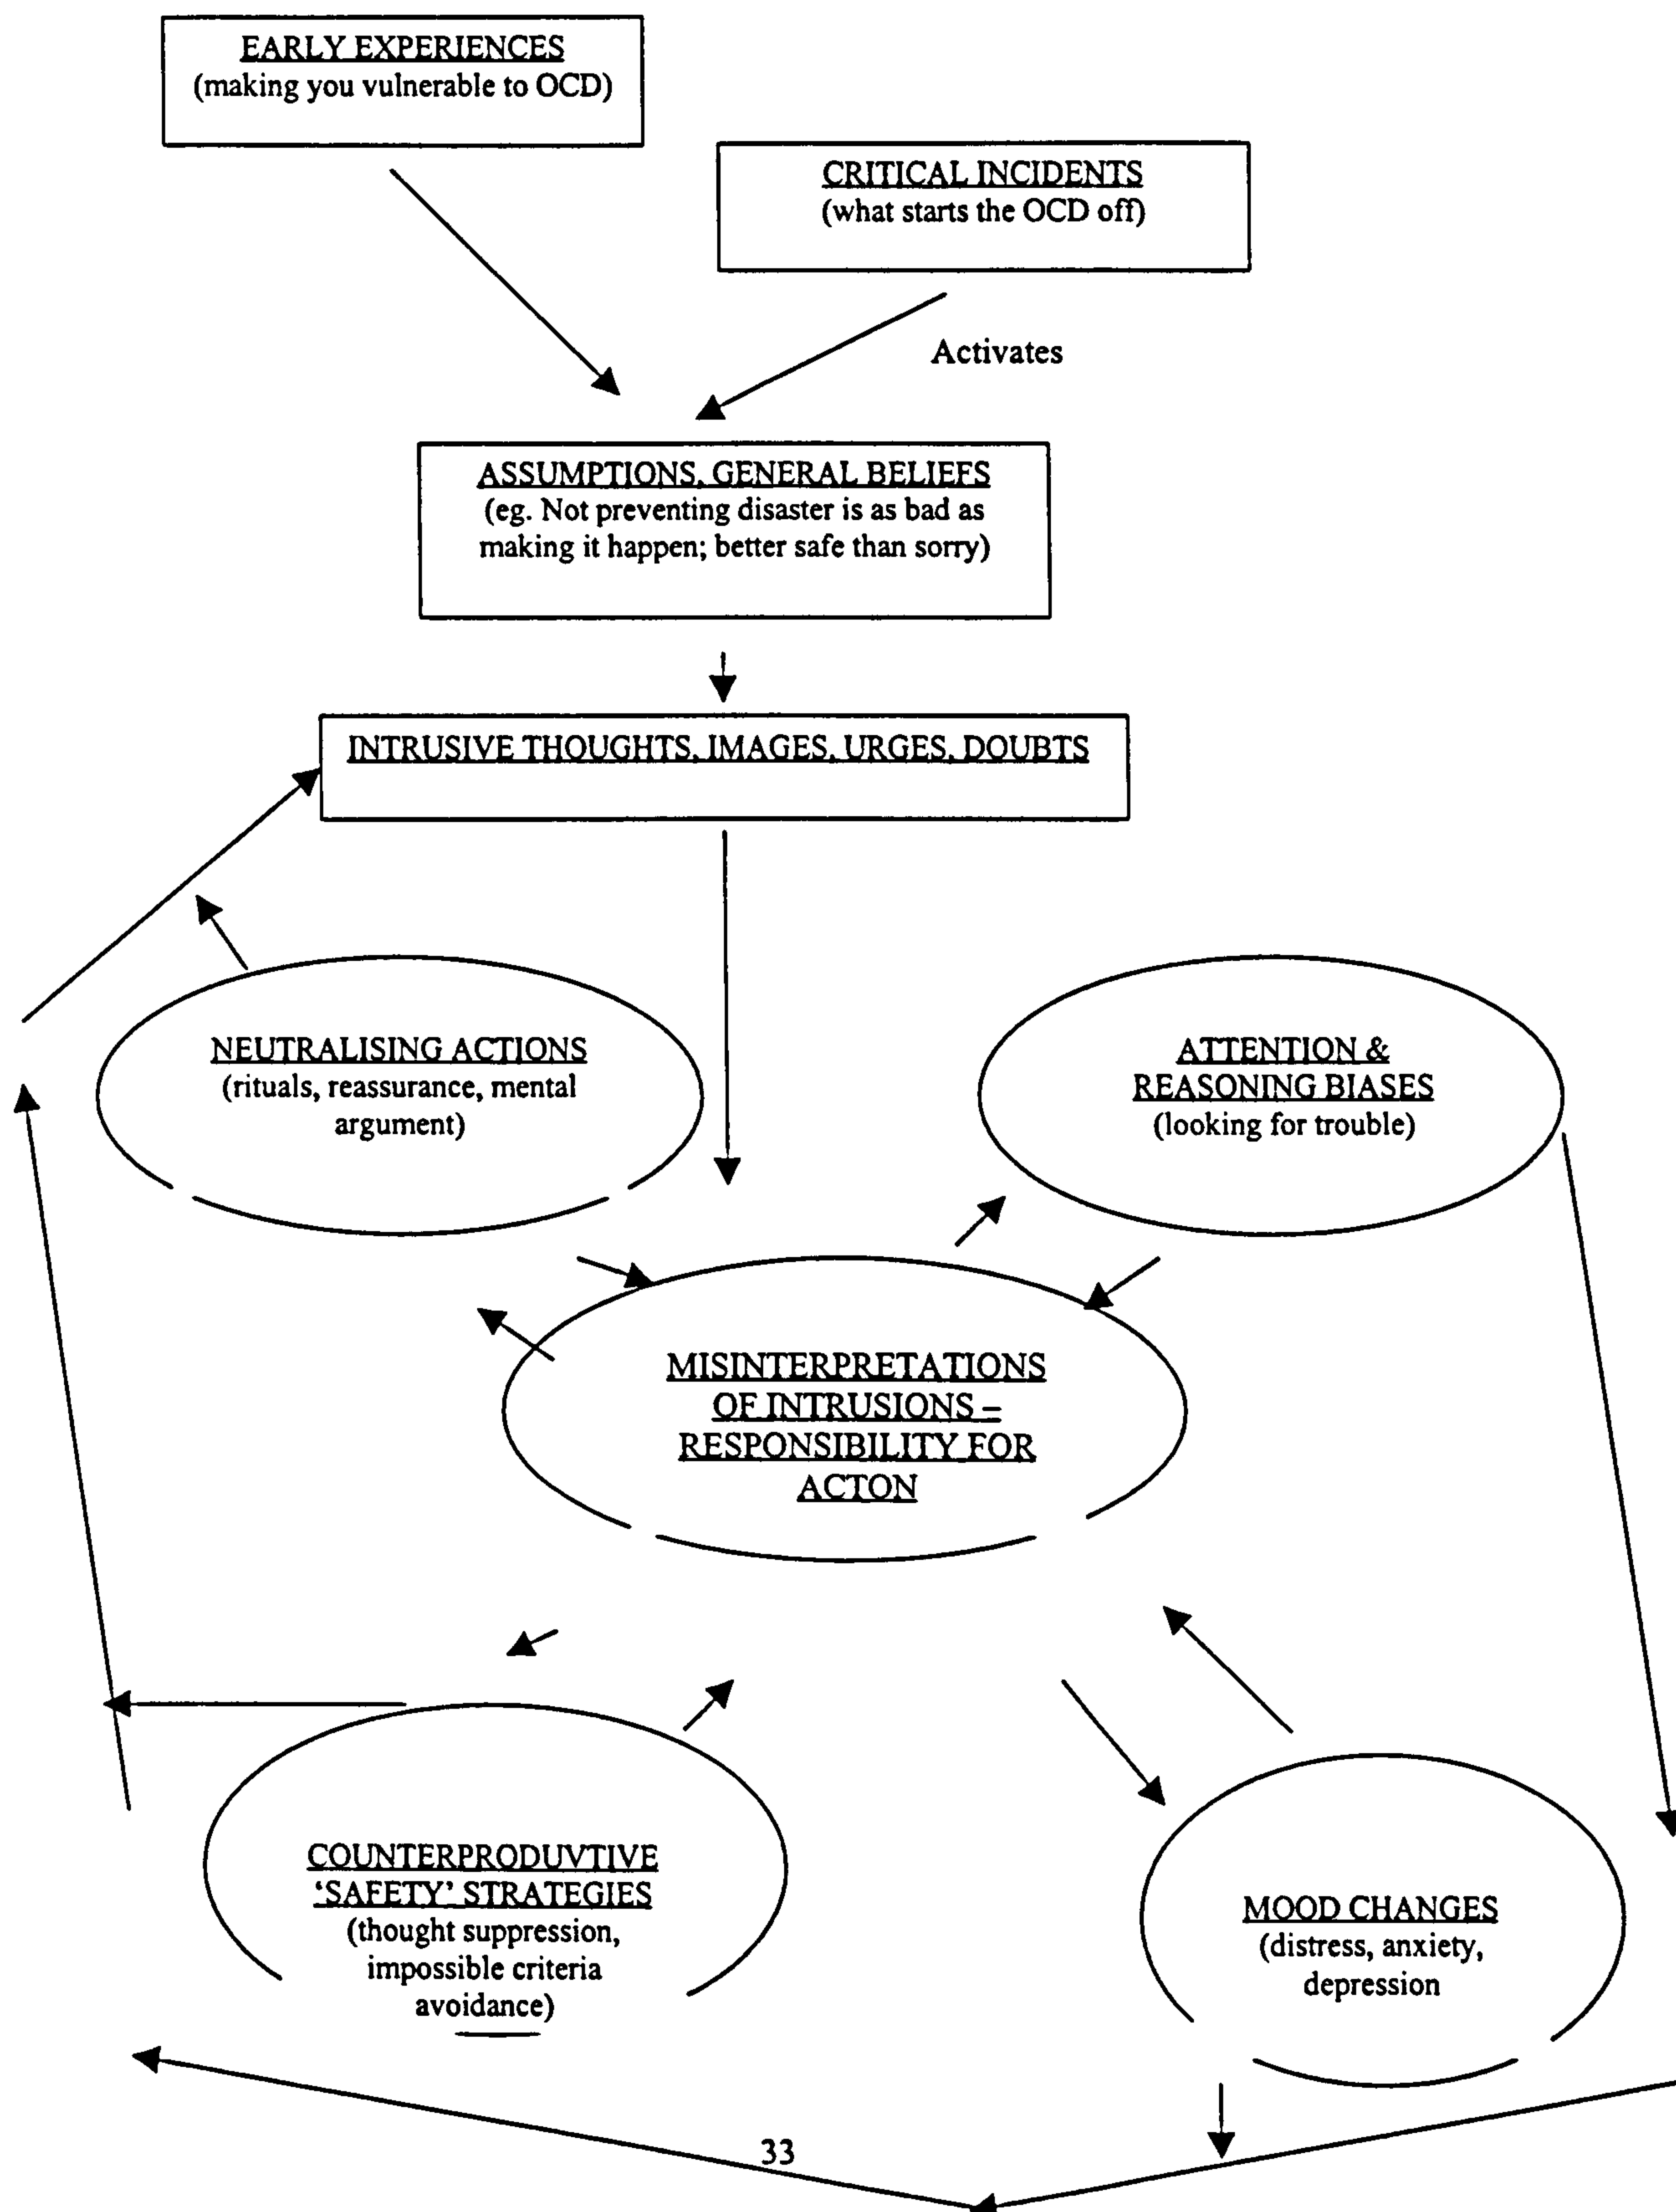 EARLY EXPERIENCES
(making you vulnerable to OCD)
CRITICAL INCIDENTS
(what starts the OCD off)
Activates
ASSUMPTIONS, GENERAL BELIEFS
(eg. Not preventing disaster is as bad as
making it happen; better safe than sorry)
INTRUSIVE THOUGHTS, IMAGES, URGES, DOUBTS
NEUTRALISING ACTIONS
(rituals, reassurance, mental
argument)
ATTENTION &
REASONING BIASES
(looking for trouble)
MISINTERPRETATIONS
OF INTRUSIONS –
RESPONSIBILITY FOR
ACTON
COUNTERPRODUVTIVE
‘SAFETY’ STRATEGIES
(thought suppression,
impossible criteria
avoidance)
MOOD CHANGES
(distress, anxiety,
depression
33